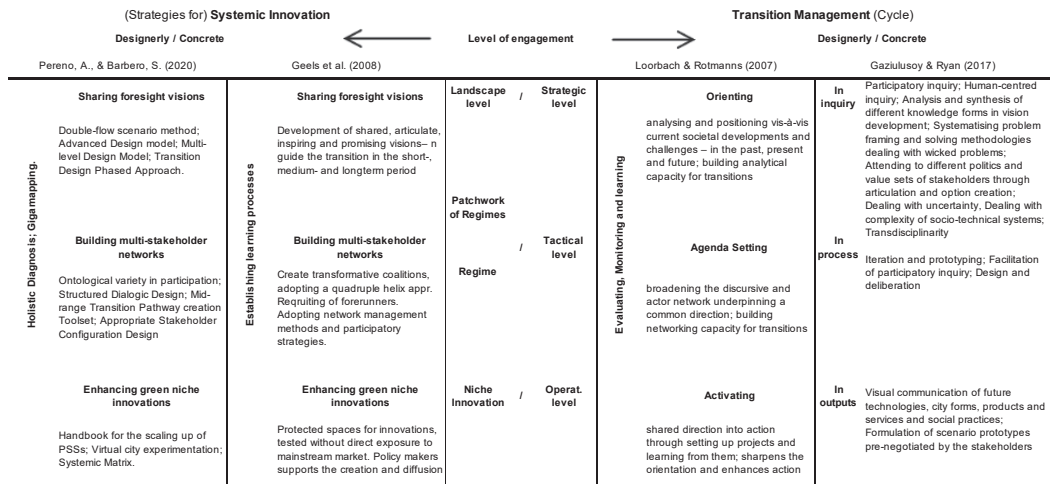 (Strategies for) Systemic Innovation
Transition Management (Cycle)
Designerly / Concrete
Level of engagement
Designerly / Concrete
Pereno, A., & Barbero, S. (2020)
Geels et al. (2008)
Loorbach & Rotmanns (2007)
Gaziulusoy & Ryan (2017)
Holistic Diagnosis; Gigamapping.
Sharing foresight visions
Double-flow scenario method;
Advanced Design model; Multi-
level Design Model; Transition
Design Phased Approach.
Building multi-stakeholder
networks
Ontological variety in participation;
Structured Dialogic Design; Mid-
range Transition Pathway creation
Toolset; Appropriate Stakeholder
Configuration Design
Enhancing green niche
innovations
Handbook for the scaling up of
PSSs; Virtual city experimentation;
Systemic Matrix.
Establishing learning processes
Sharing foresight visions
Development of shared, articulate,
inspiring and promising visions– n
guide the transition in the short-,
medium- and longterm period
Building multi-stakeholder
networks
Create transformative coalitions,
adopting a quadruple helix appr.
Reqruiting of forerunners.
Adopting network management
methods and participatory
strategies.
Enhancing green niche
innovations
Protected spaces for innovations,
tested without direct exposure to
mainstream market. Policy makers
supports the creation and diffusion
Landscape / Strategic
level level
Patchwork
of Regimes
/ Tactical
level
Regime
Niche / Operat.
Innovation level
Evaluating, Monitoring and learning
Orienting
analysing and positioning vis-à-vis
current societal developments and
challenges – in the past, present
and future; building analytical
capacity for transitions
Agenda Setting
broadening the discursive and
actor network underpinning a
common direction; building
networking capacity for transitions
Activating
shared direction into action
through setting up projects and
learning from them; sharpens the
orientation and enhances action
In
inquiry
Participatory inquiry; Human-centred
inquiry; Analysis and synthesis of
different knowledge forms in vision
development; Systematising problem
framing and solving methodologies
dealing with wicked problems;
Attending to different politics and
value sets of stakeholders through
articulation and option creation;
Dealing with uncertainty, Dealing with
complexity of socio-technical systems;
Transdisciplinarity
In
process
Iteration and prototyping; Facilitation
of participatory inquiry; Design and
deliberation
In
outputs
Visual communication of future
technologies, city forms, products and
services and social practices;
Formulation of scenario prototypes
pre-negotiated by the stakeholders